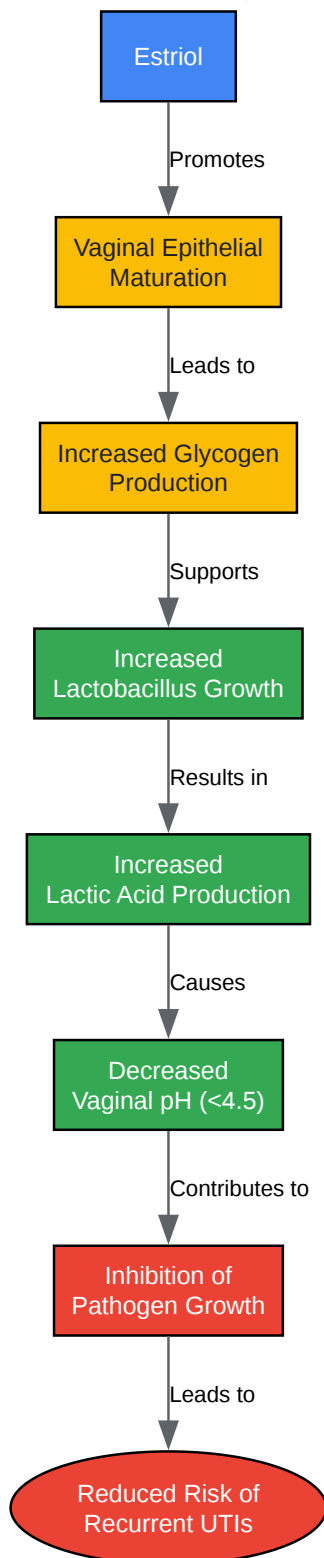 Estriol
Promotes
Vaginal Epithelial
Maturation
Leads to
Increased Glycogen
Production
Supports
Increased
Lactobacillus Growth
Results in
Increased
Lactic Acid Production
Causes
Decreased
Vaginal pH (<4.5)
Contributes to
Inhibition of
Pathogen Growth
Leads to
Reduced Risk of
Recurrent UTIs